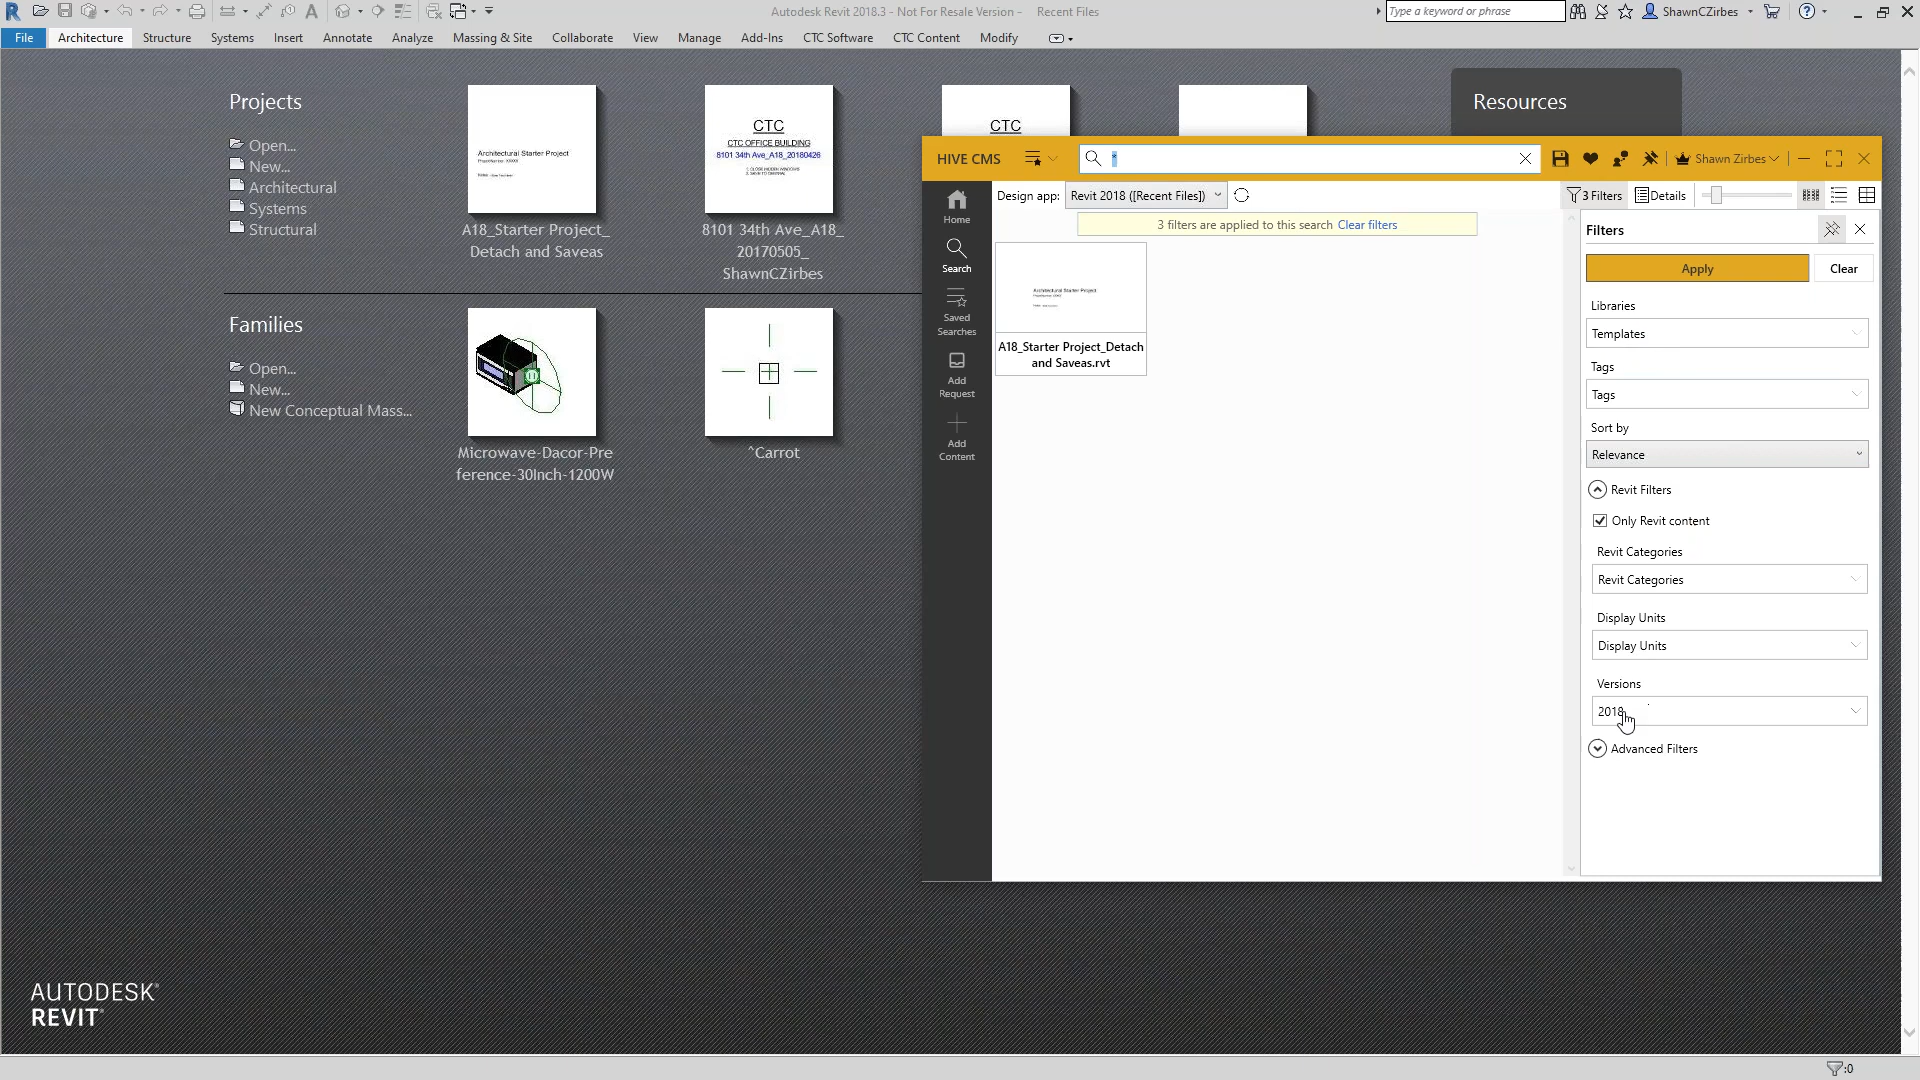 Autodesk Revit 2018.3 - Not For Resale Version - Recent Files
Type a keyword or phrase
ShawnCZirbes
File Architecture Structure Systems Insert Annotate Analyze Massing & Site Collaborate View Manage Add-Ins CTC Software CTC Content Modify
Projects
Open...
New...
Architectural
Systems
Structural
Architectural Starter Project
A18_Starter Project_
Detach and Saveas
CTC
CTC OFFICE BUILDING
8101 34th Ave_A18_20180426
8101 34th Ave_A18_
20170505_
ShawnCZirbes
CTC
Resources
Families
Open...
New...
New Conceptual Mass...
Microwave-Dacor-Pre
ference-30Inch-1200W
^Carrot
HIVE CMS
*
Shawn Zirbes
Home
Search
Saved
Searches
Add
Request
Add
Content
Design app: Revit 2018 ([Recent Files])
3 Filters
Details
3 filters are applied to this search Clear filters
Architectural Starter Project
A18_Starter Project_Detach
and Saveas.rvt
Filters
Apply
Clear
Libraries
Templates
Tags
Tags
Sort by
Relevance
Revit Filters
Only Revit content
Revit Categories
Revit Categories
Display Units
Display Units
Versions
2018
Advanced Filters
AUTODESK®
REVIT®
:0